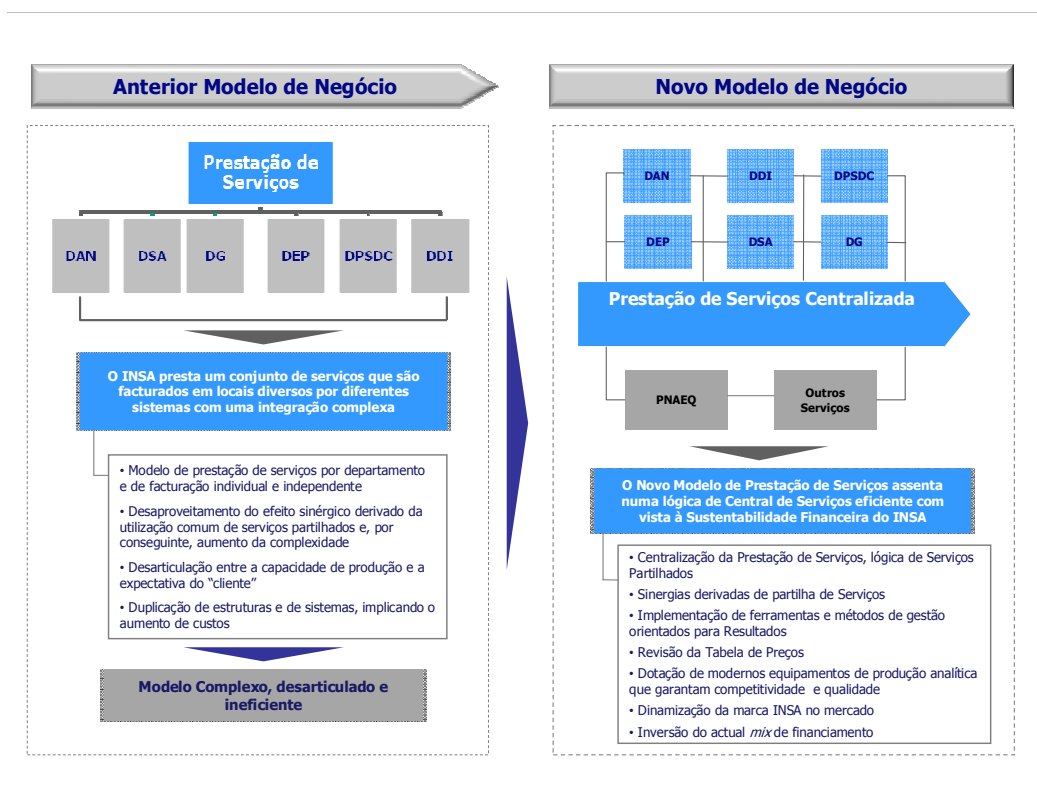 Anterior Modelo de Negócio
Prestação de
Serviços
DAN
DSA
DG
DEP
DPSDC
DDI
O INSA presta um conjunto de serviços que são
facturados em locais diversos por diferentes
sistemas com uma integração complexa
• Modelo de prestação de serviços por departamento
e de facturação individual e independente
• Desaproveitamento do efeito sinérgico derivado da
utilização comum de serviços partilhados e, por
conseguinte, aumento da complexidade
• Desarticulação entre a capacidade de produção e a
expectativa do “cliente”
• Duplicação de estruturas e de sistemas, implicando o
aumento de custos
Modelo Complexo, desarticulado e
ineficiente
Novo Modelo de Negócio
DAN
DDI
DPSDC
DEP
DSA
DG
Prestação de Serviços Centralizada
PNAEQ
Outros
Serviços
O Novo Modelo de Prestação de Serviços assenta
numa lógica de Central de Serviços eficiente com
vista à Sustentabilidade Financeira do INSA
• Centralização da Prestação de Serviços, lógica de Serviços
Partilhados
• Sinergias derivadas de partilha de Serviços
• Implementação de ferramentas e métodos de gestão
orientados para Resultados
• Revisão da Tabela de Preços
• Dotação de modernos equipamentos de produção analítica
que garantam competitividade e qualidade
• Dinamização da marca INSA no mercado
• Inversão do actual mix de financiamento